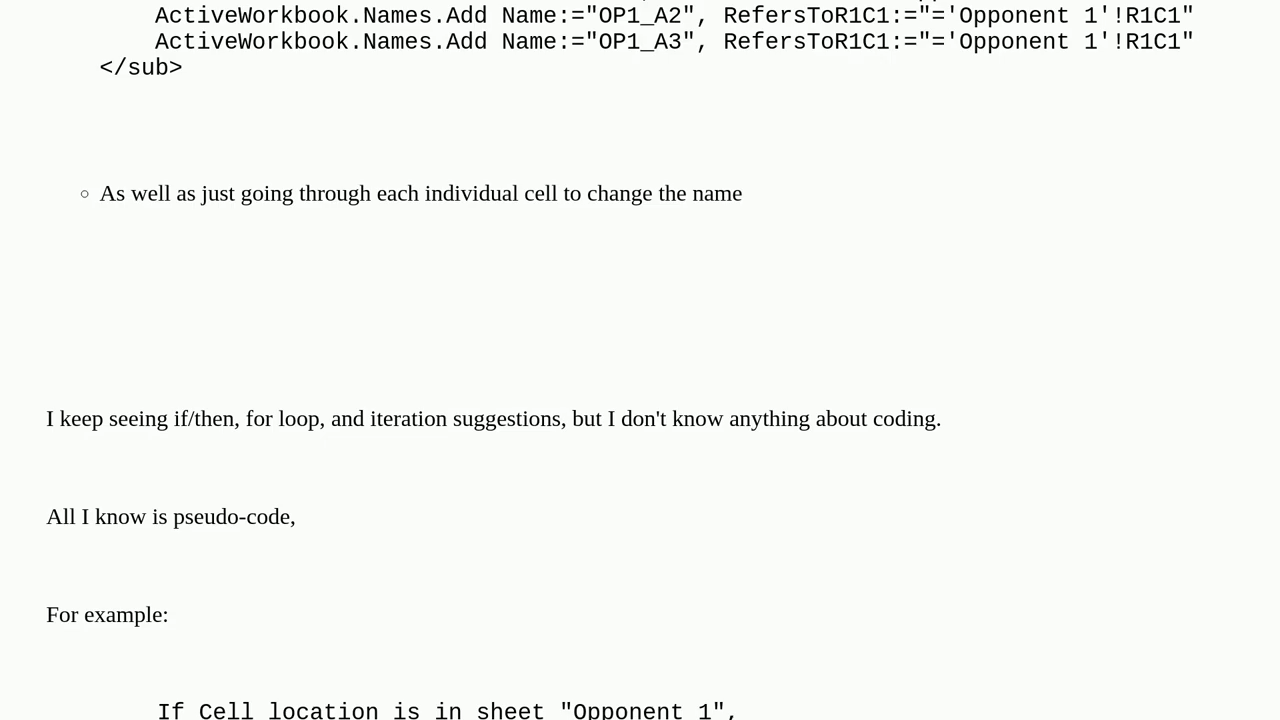 ActiveWorkbook.Names.Add Name:="OP1_A2", RefersToR1C1:="='Opponent 1'!R1C1"
ActiveWorkbook.Names.Add Name:="OP1_A3", RefersToR1C1:="='Opponent 1'!R1C1"
</sub>
As well as just going through each individual cell to change the name
I keep seeing if/then, for loop, and iteration suggestions, but I don't know anything about coding.
All I know is pseudo-code,
For example:
If Cell location is in sheet "Opponent 1",